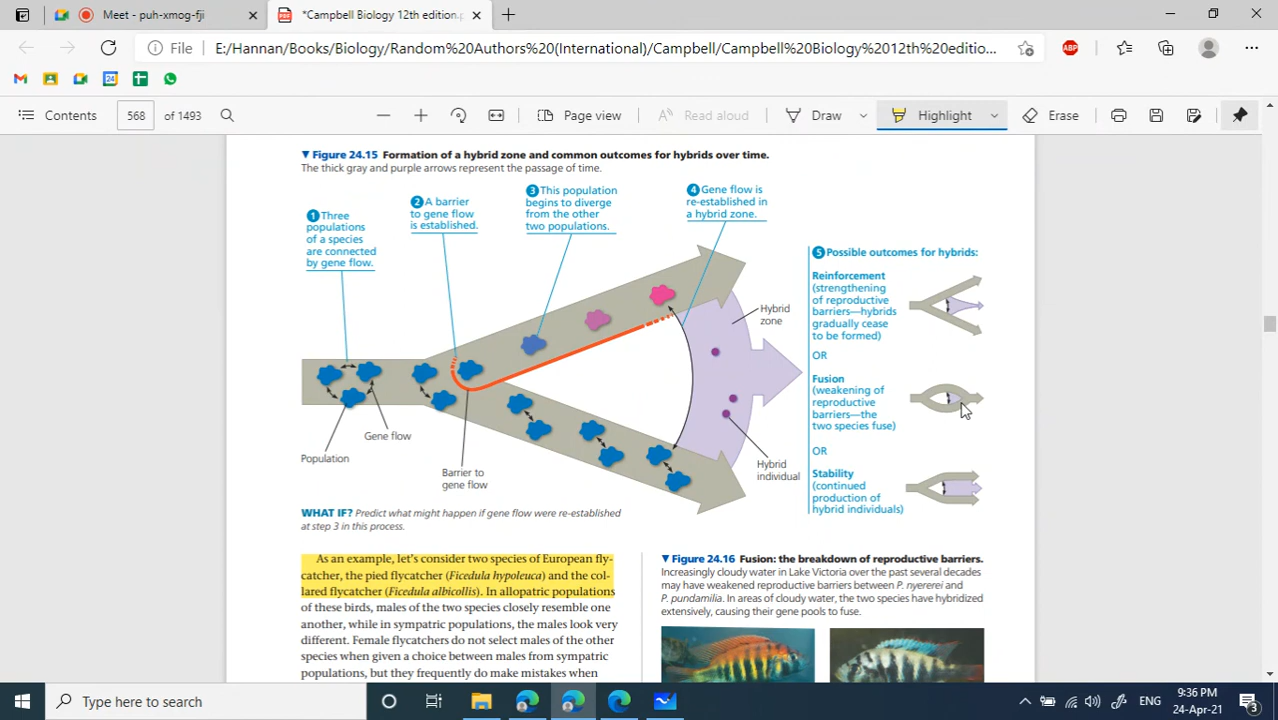 Meet - puh-xmog-fji
*Campbell Biology 12th edition.p
File
E:/Hannan/Books/Biology/Random%20Authors%20(International)/Campbell/Campbell%20Biology%2012th%20editio...
ABP
24
Contents
568
of 1493
Page view
Read aloud
Draw
Highlight
Erase
▼ Figure 24.15 Formation of a hybrid zone and common outcomes for hybrids over time.
The thick gray and purple arrows represent the passage of time.
1 Three
populations
of a species
are connected
by gene flow.
2 A barrier
to gene flow
is established.
3 This population
begins to diverge
from the other
two populations.
4 Gene flow is
re-established in
a hybrid zone.
Population
Gene flow
Barrier to
gene flow
Hybrid
zone
Hybrid
individual
5 Possible outcomes for hybrids:
Reinforcement
(strengthening
of reproductive
barriers—hybrids
gradually cease
to be formed)
OR
Fusion
(weakening of
reproductive
barriers—the
two species fuse)
OR
Stability
(continued
production of
hybrid individuals)
WHAT IF? Predict what might happen if gene flow were re-established
at step 3 in this process.
As an example, let's consider two species of European fly-
catcher, the pied flycatcher (Ficedula hypoleuca) and the col-
lared flycatcher (Ficedula albicollis). In allopatric populations
of these birds, males of the two species closely resemble one
another, while in sympatric populations, the males look very
different. Female flycatchers do not select males of the other
species when given a choice between males from sympatric
populations, but they frequently do make mistakes when
▼ Figure 24.16 Fusion: the breakdown of reproductive barriers.
Increasingly cloudy water in Lake Victoria over the past several decades
may have weakened reproductive barriers between P. nyererei and
P. pundamilia. In areas of cloudy water, the two species have hybridized
extensively, causing their gene pools to fuse.
Type here to search
ENG
9:36 PM
24-Apr-21
3